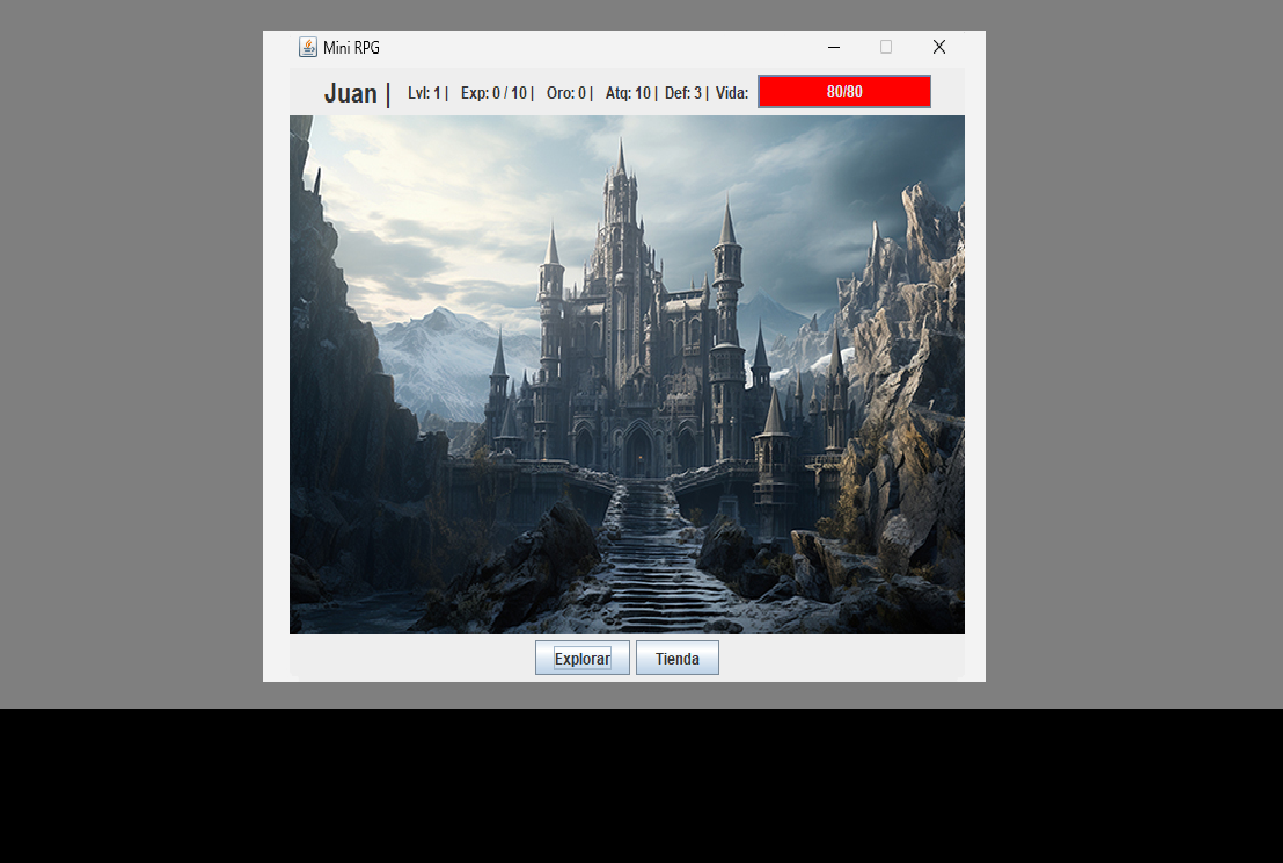 Mini RPG
Juan | Lvl: 1 | Exp: 0 / 10 | Oro: 0 | Atq: 10 | Def: 3 | Vida: 80/80
Explorar Tienda